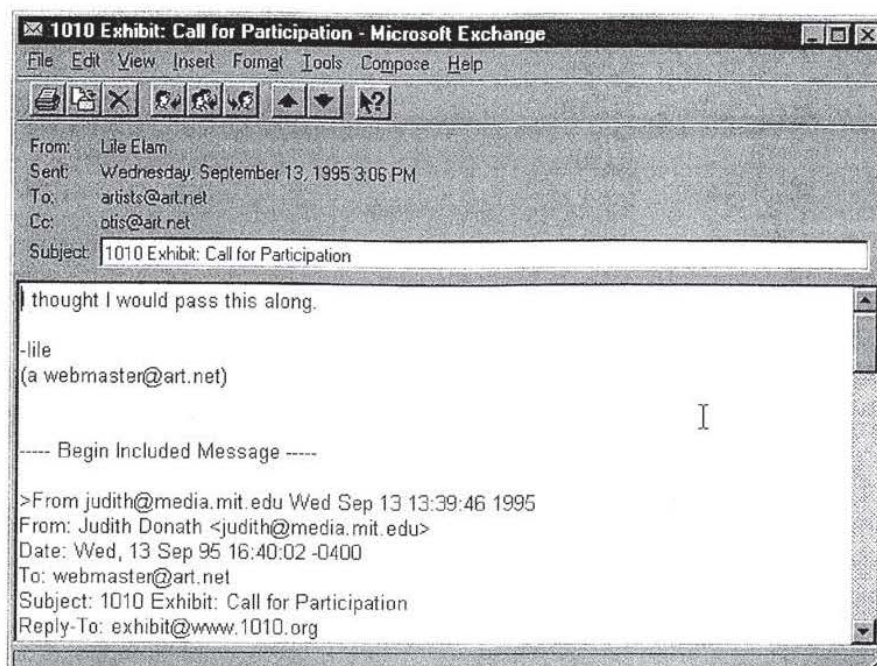 1010 Exhibit: Call for Participation - Microsoft Exchange
File Edit View Insert Format Tools Compose Help
From: Lile Elam
Sent: Wednesday, September 13, 1995 3:06 PM
To: artists@art.net
Cc: otis@art.net
Subject: 1010 Exhibit: Call for Participation
I thought I would pass this along.
-lile
(a webmaster@art.net)
----- Begin Included Message -----
>From judith@media.mit.edu Wed Sep 13 13:39:46 1995
From: Judith Donath <judith@media.mit.edu>
Date: Wed, 13 Sep 95 16:40:02 -0400
To: webmaster@art.net
Subject: 1010 Exhibit: Call for Participation
Reply-To: exhibit@www.1010.org